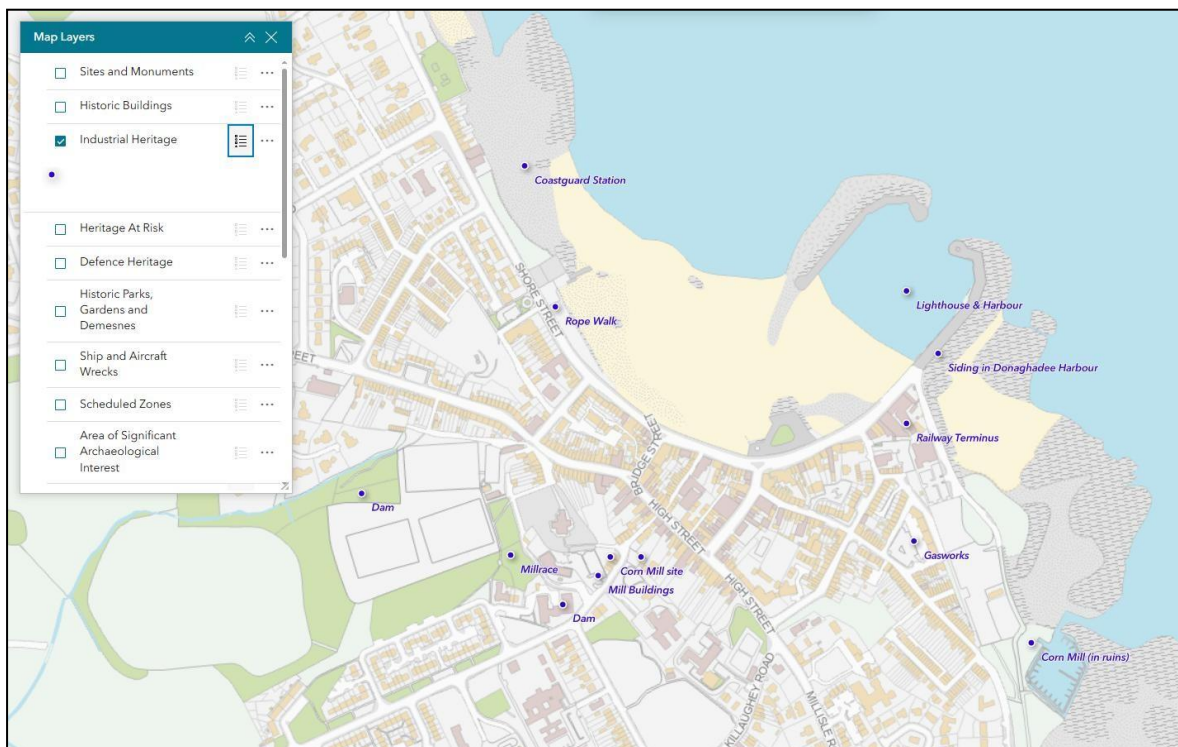 Map Layers
Sites and Monuments
Historic Buildings
Industrial Heritage
Heritage At Risk
Defence Heritage
Historic Parks,
Gardens and
Demesnes
Ship and Aircraft
Wrecks
Scheduled Zones
Area of Significant
Archaeological
Interest
Coastguard Station
Lighthouse & Harbour
SHORE STREET
Rope Walk
Siding in Donaghadee Harbour
Railway Terminus
BRIDGE STREET
Dam
HIGH STREET
Gasworks
Millrace
Corn Mill site
Mill Buildings
HIGH STREET
Dam
Corn Mill (in ruins)
KILLAUGHEY ROAD
MILLISLE R